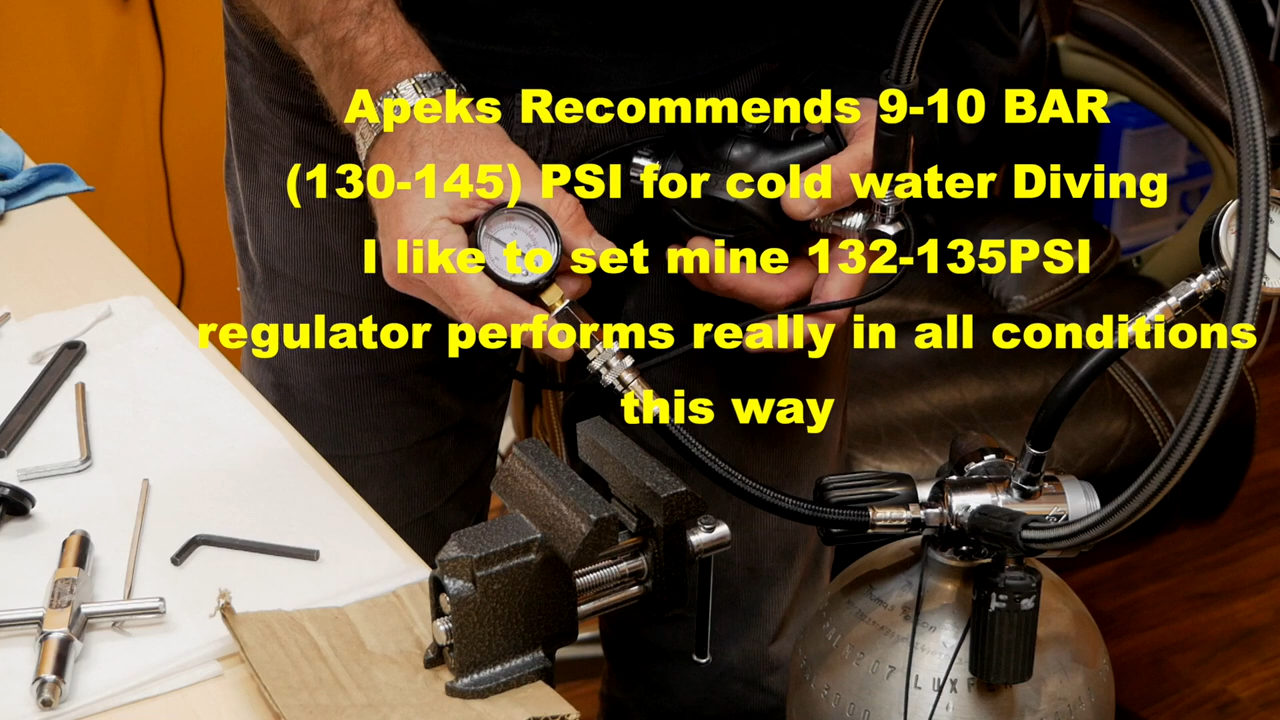 Apeks Recommends 9-10 BAR
(130-145) PSI for cold water Diving
I like to set mine 132-135PSI
regulator performs really in all conditions
this way
LUXFER